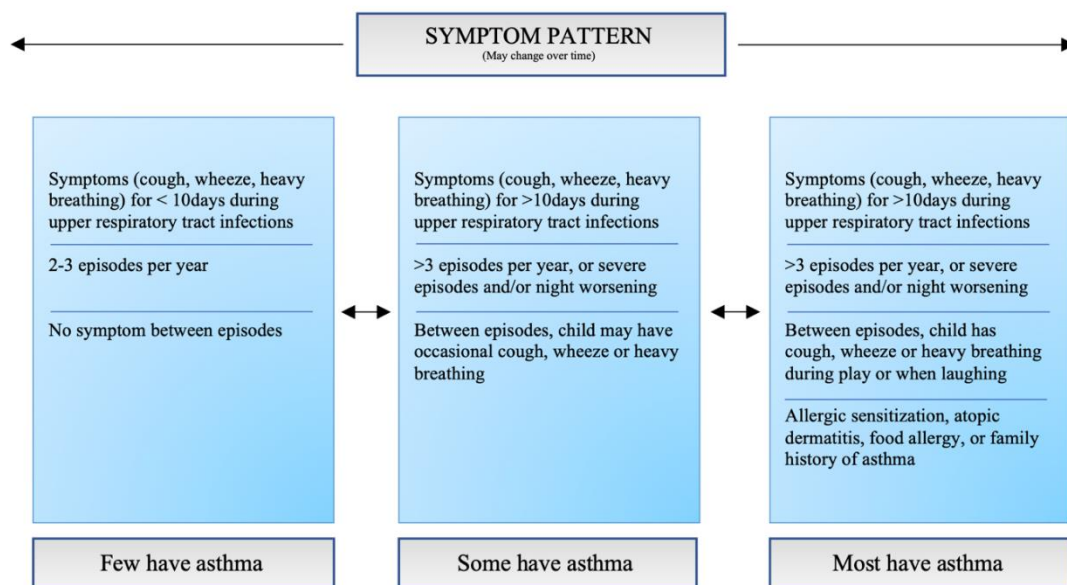 SYMPTOM PATTERN
(May change over time)
Symptoms (cough, wheeze, heavy
breathing) for < 10days during
upper respiratory tract infections
2-3 episodes per year
No symptom between episodes
Few have asthma
Symptoms (cough, wheeze, heavy
breathing) for >10days during
upper respiratory tract infections
>3 episodes per year, or severe
episodes and/or night worsening
Between episodes, child may have
occasional cough, wheeze or heavy
breathing
Some have asthma
Symptoms (cough, wheeze, heavy
breathing) for >10days during
upper respiratory tract infections
>3 episodes per year, or severe
episodes and/or night worsening
Between episodes, child has
cough, wheeze or heavy breathing
during play or when laughing
Allergic sensitization, atopic
dermatitis, food allergy, or family
history of asthma
Most have asthma